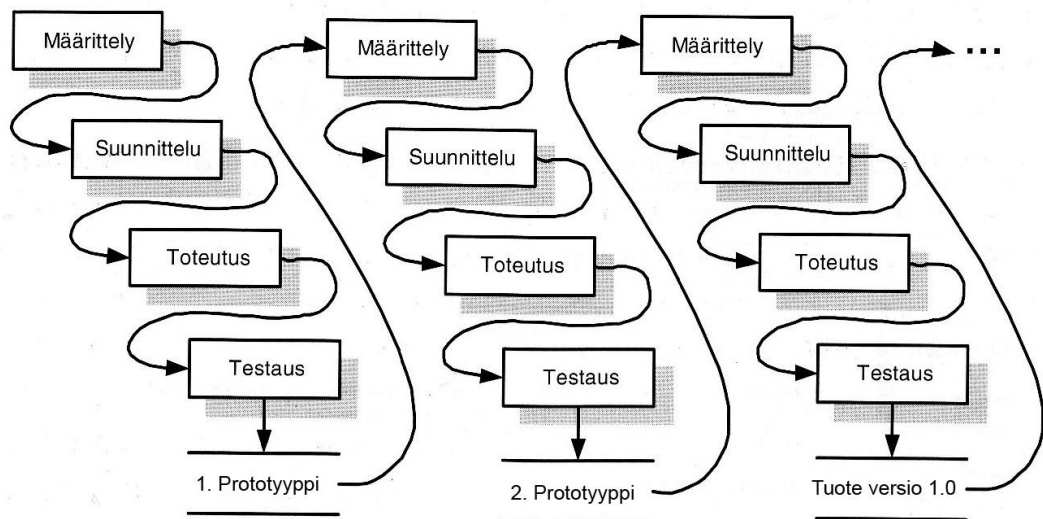 Määrittely
Suunnittelu
Toteutus
Testaus
1. Prototyyppi
Määrittely
Suunnittelu
Toteutus
Testaus
2. Prototyyppi
Määrittely
Suunnittelu
Toteutus
Testaus
Tuote versio 1.0
...